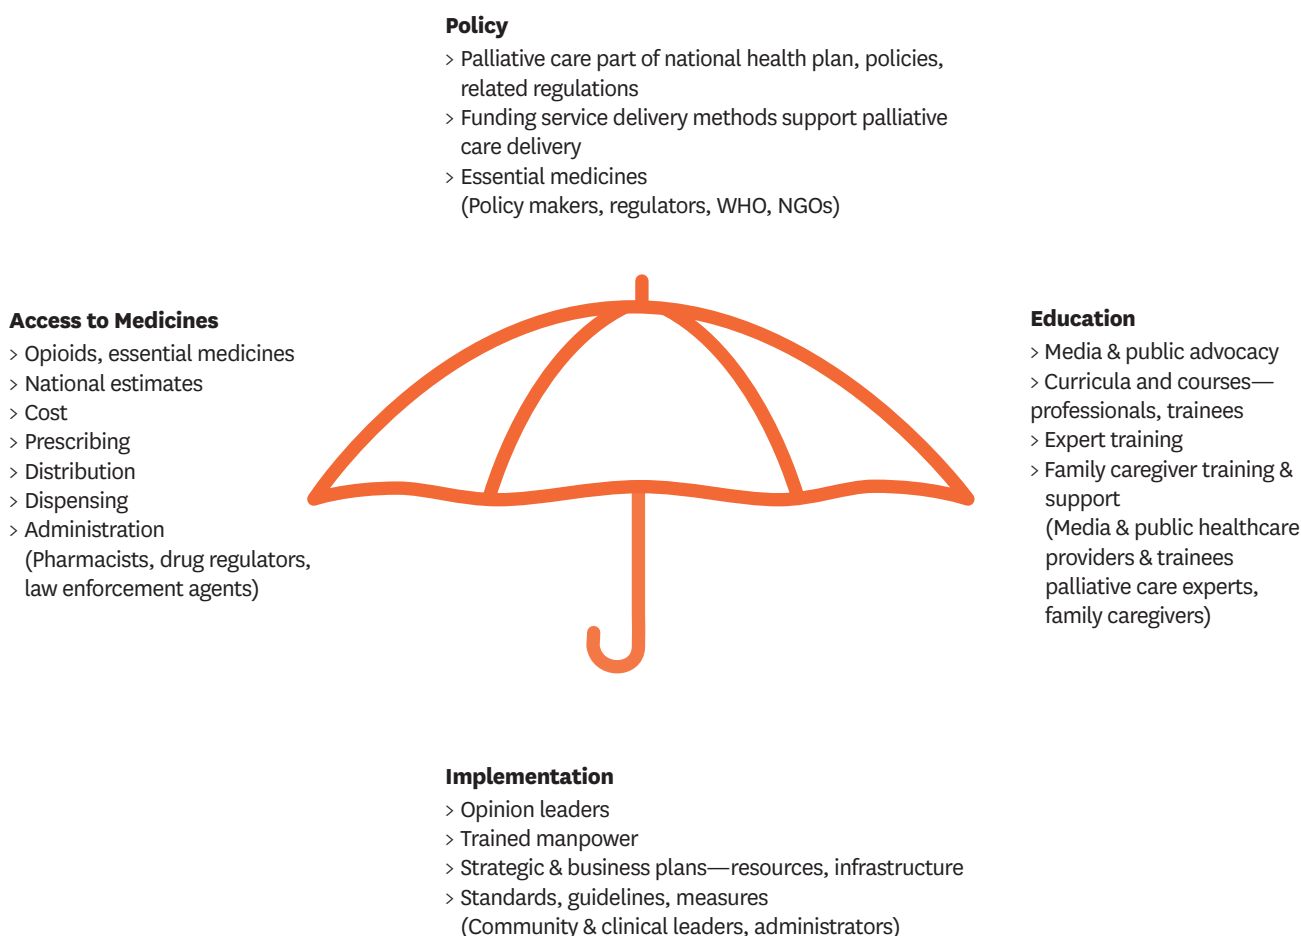 Policy
> Palliative care part of national health plan, policies,
related regulations
> Funding service delivery methods support palliative
care delivery
> Essential medicines
(Policy makers, regulators, WHO, NGOs)
Access to Medicines
> Opioids, essential medicines
> National estimates
> Cost
> Prescribing
> Distribution
> Dispensing
> Administration
(Pharmacists, drug regulators,
law enforcement agents)
Education
> Media & public advocacy
> Curricula and courses—
professionals, trainees
> Expert training
> Family caregiver training &
support
(Media & public healthcare
providers & trainees
palliative care experts,
family caregivers)
Implementation
> Opinion leaders
> Trained manpower
> Strategic & business plans—resources, infrastructure
> Standards, guidelines, measures
(Community & clinical leaders, administrators)